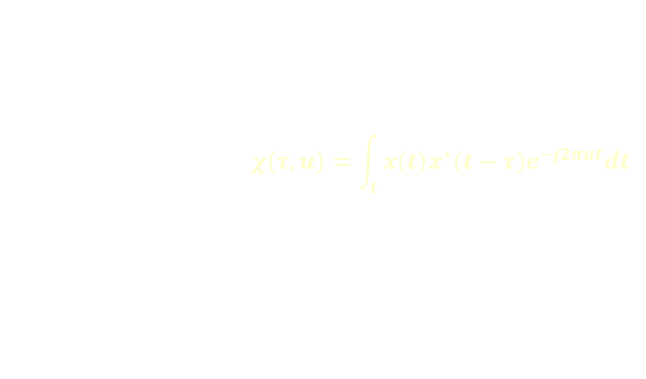 χ(τ, u) = ∫_t x(t)x*(t − τ)e^{−j2πut}dt